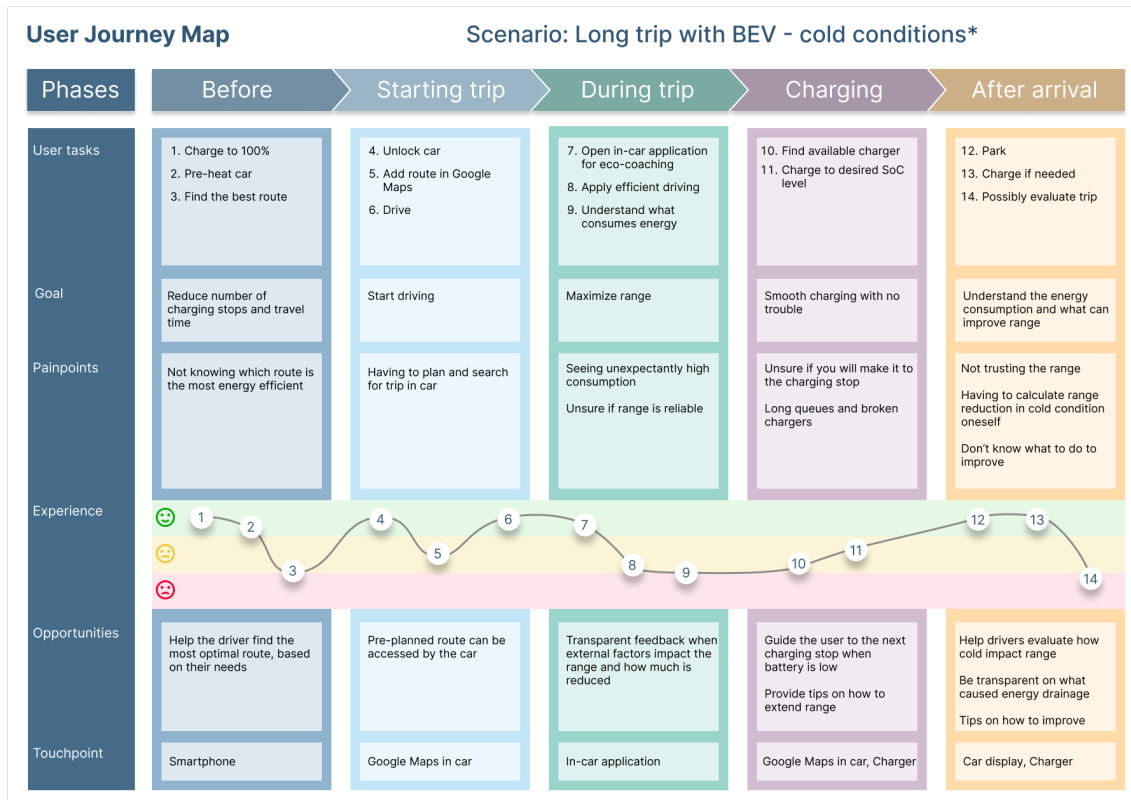 User Journey Map
Scenario: Long trip with BEV - cold conditions*
Phases
Before
Starting trip
During trip
Charging
After arrival
User tasks
1. Charge to 100%
2. Pre-heat car
3. Find the best route
4. Unlock car
5. Add route in Google
Maps
6. Drive
7. Open in-car application
for eco-coaching
8. Apply efficient driving
9. Understand what
consumes energy
10. Find available charger
11. Charge to desired SoC
level
12. Park
13. Charge if needed
14. Possibly evaluate trip
Goal
Reduce number of
charging stops and travel
time
Start driving
Maximize range
Smooth charging with no
trouble
Understand the energy
consumption and what can
improve range
Painpoints
Not knowing which route is
the most energy efficient
Having to plan and search
for trip in car
Seeing unexpectantly high
consumption
Unsure if range is reliable
Unsure if you will make it to
the charging stop
Long queues and broken
chargers
Not trusting the range
Having to calculate range
reduction in cold condition
oneself
Don’t know what to do to
improve
Experience
1
2
3
4
5
6
7
8
9
10
11
12
13
14
Opportunities
Help the driver find the
most optimal route, based
on their needs
Pre-planned route can be
accessed by the car
Transparent feedback when
external factors impact the
range and how much is
reduced
Guide the user to the next
charging stop when
battery is low
Provide tips on how to
extend range
Help drivers evaluate how
cold impact range
Be transparent on what
caused energy drainage
Tips on how to improve
Touchpoint
Smartphone
Google Maps in car
In-car application
Google Maps in car, Charger
Car display, Charger